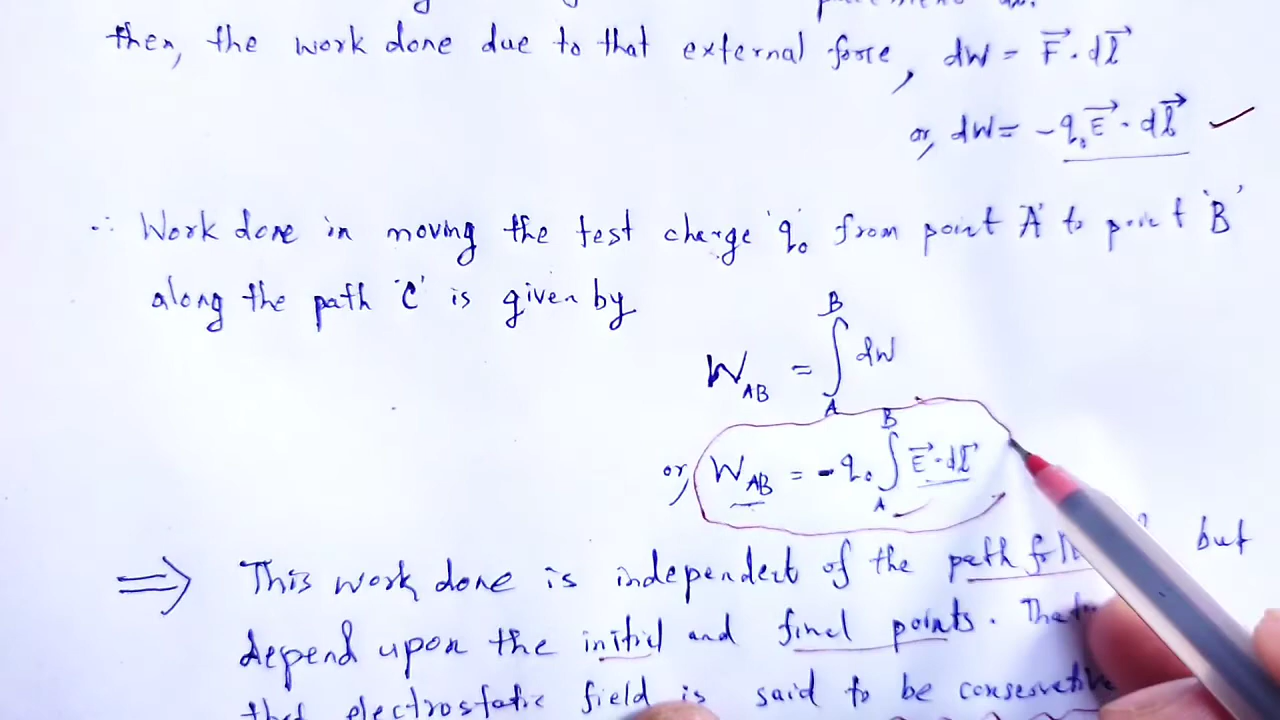 then, the work done due to that external force, dW = F⃗ . dl⃗
or, dW = -q₀E⃗ . dl⃗ ✓
∴ Work done in moving the test charge 'q₀' from point 'A' to point 'B'
along the path 'C' is given by
W_AB = ∫_A^B dW
or, W_AB = -q₀ ∫_A^B E⃗ . dl⃗
⇒ This work done is independent of the path but
depend upon the initial and final points.
that electrostatic field is said to be conservative